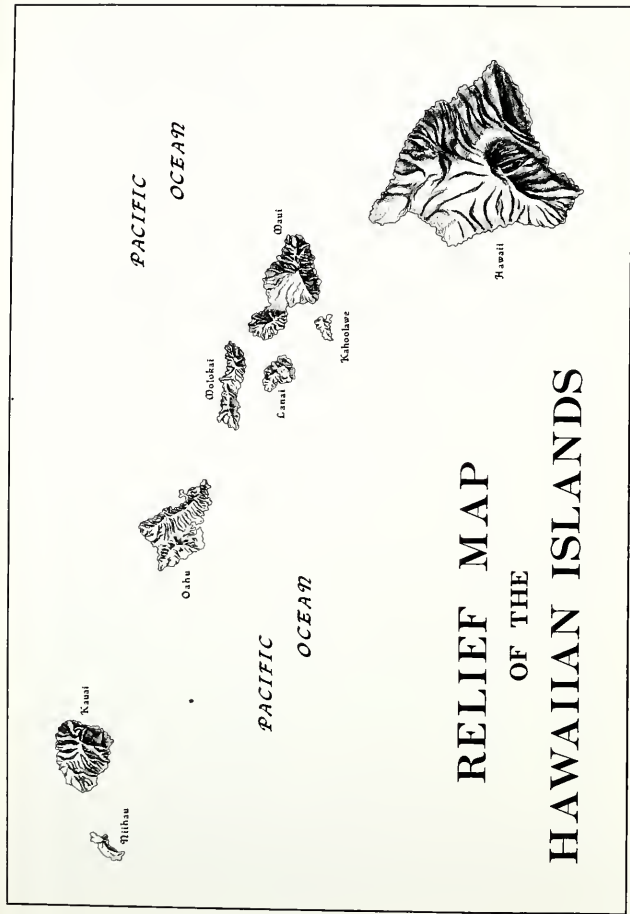 PACIFIC
OCEAN
Kauai
Niihau
Oahu
Molokai
Maui
Lanai
Kahoolawe
Hawaii
PACIFIC
OCEAN
RELIEF MAP
OF THE
HAWAIIAN ISLANDS